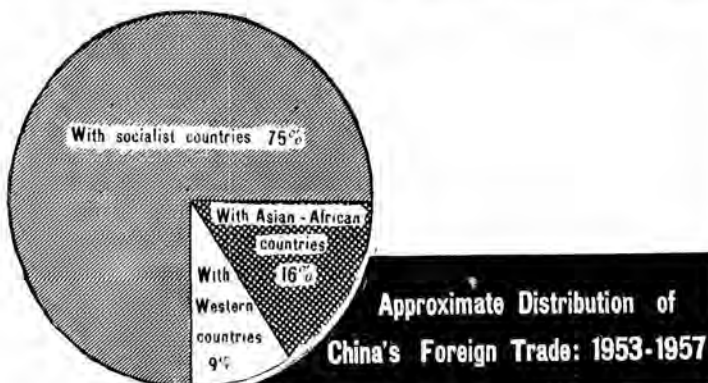 With socialist countries 75%
With Asian-African
countries
16%
With
Western
countries
9%
Approximate Distribution of
China's Foreign Trade: 1953-1957